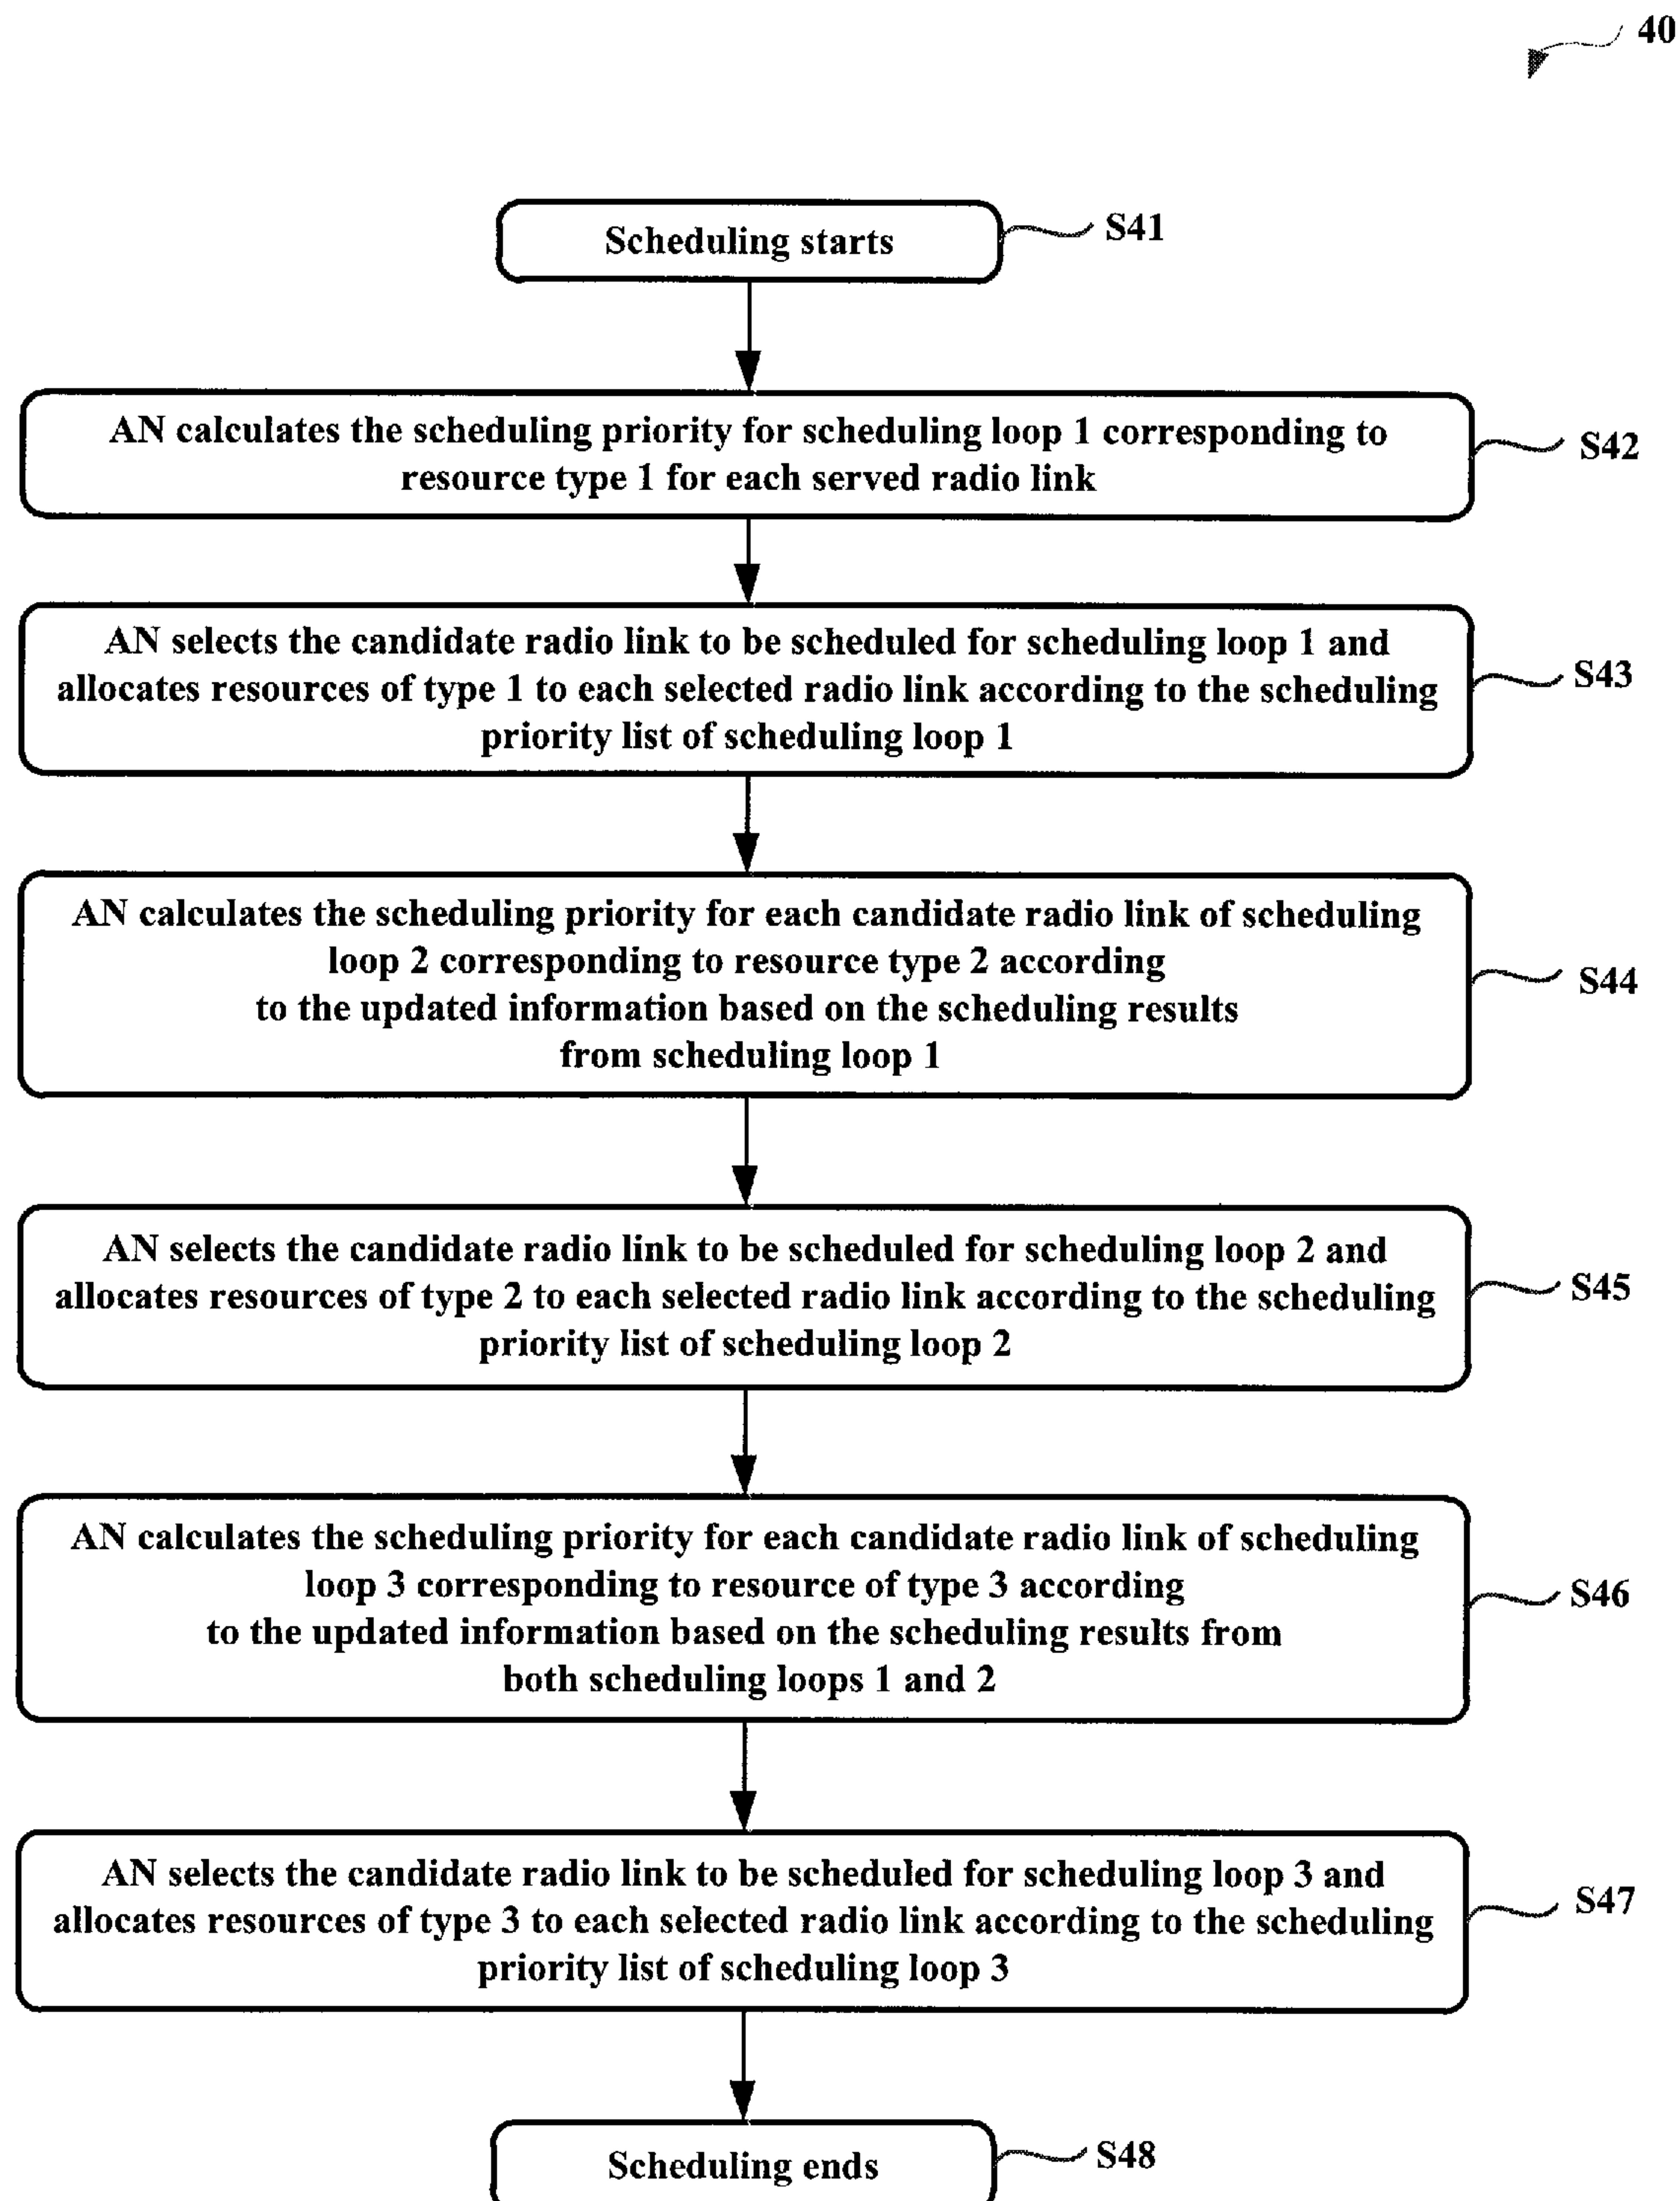 40
Scheduling starts
S41
AN calculates the scheduling priority for scheduling loop 1 corresponding to
resource type 1 for each served radio link
S42
AN selects the candidate radio link to be scheduled for scheduling loop 1 and
allocates resources of type 1 to each selected radio link according to the scheduling
priority list of scheduling loop 1
S43
AN calculates the scheduling priority for each candidate radio link of scheduling
loop 2 corresponding to resource type 2 according
to the updated information based on the scheduling results
from scheduling loop 1
S44
AN selects the candidate radio link to be scheduled for scheduling loop 2 and
allocates resources of type 2 to each selected radio link according to the scheduling
priority list of scheduling loop 2
S45
AN calculates the scheduling priority for each candidate radio link of scheduling
loop 3 corresponding to resource of type 3 according
to the updated information based on the scheduling results from
both scheduling loops 1 and 2
S46
AN selects the candidate radio link to be scheduled for scheduling loop 3 and
allocates resources of type 3 to each selected radio link according to the scheduling
priority list of scheduling loop 3
S47
Scheduling ends
S48